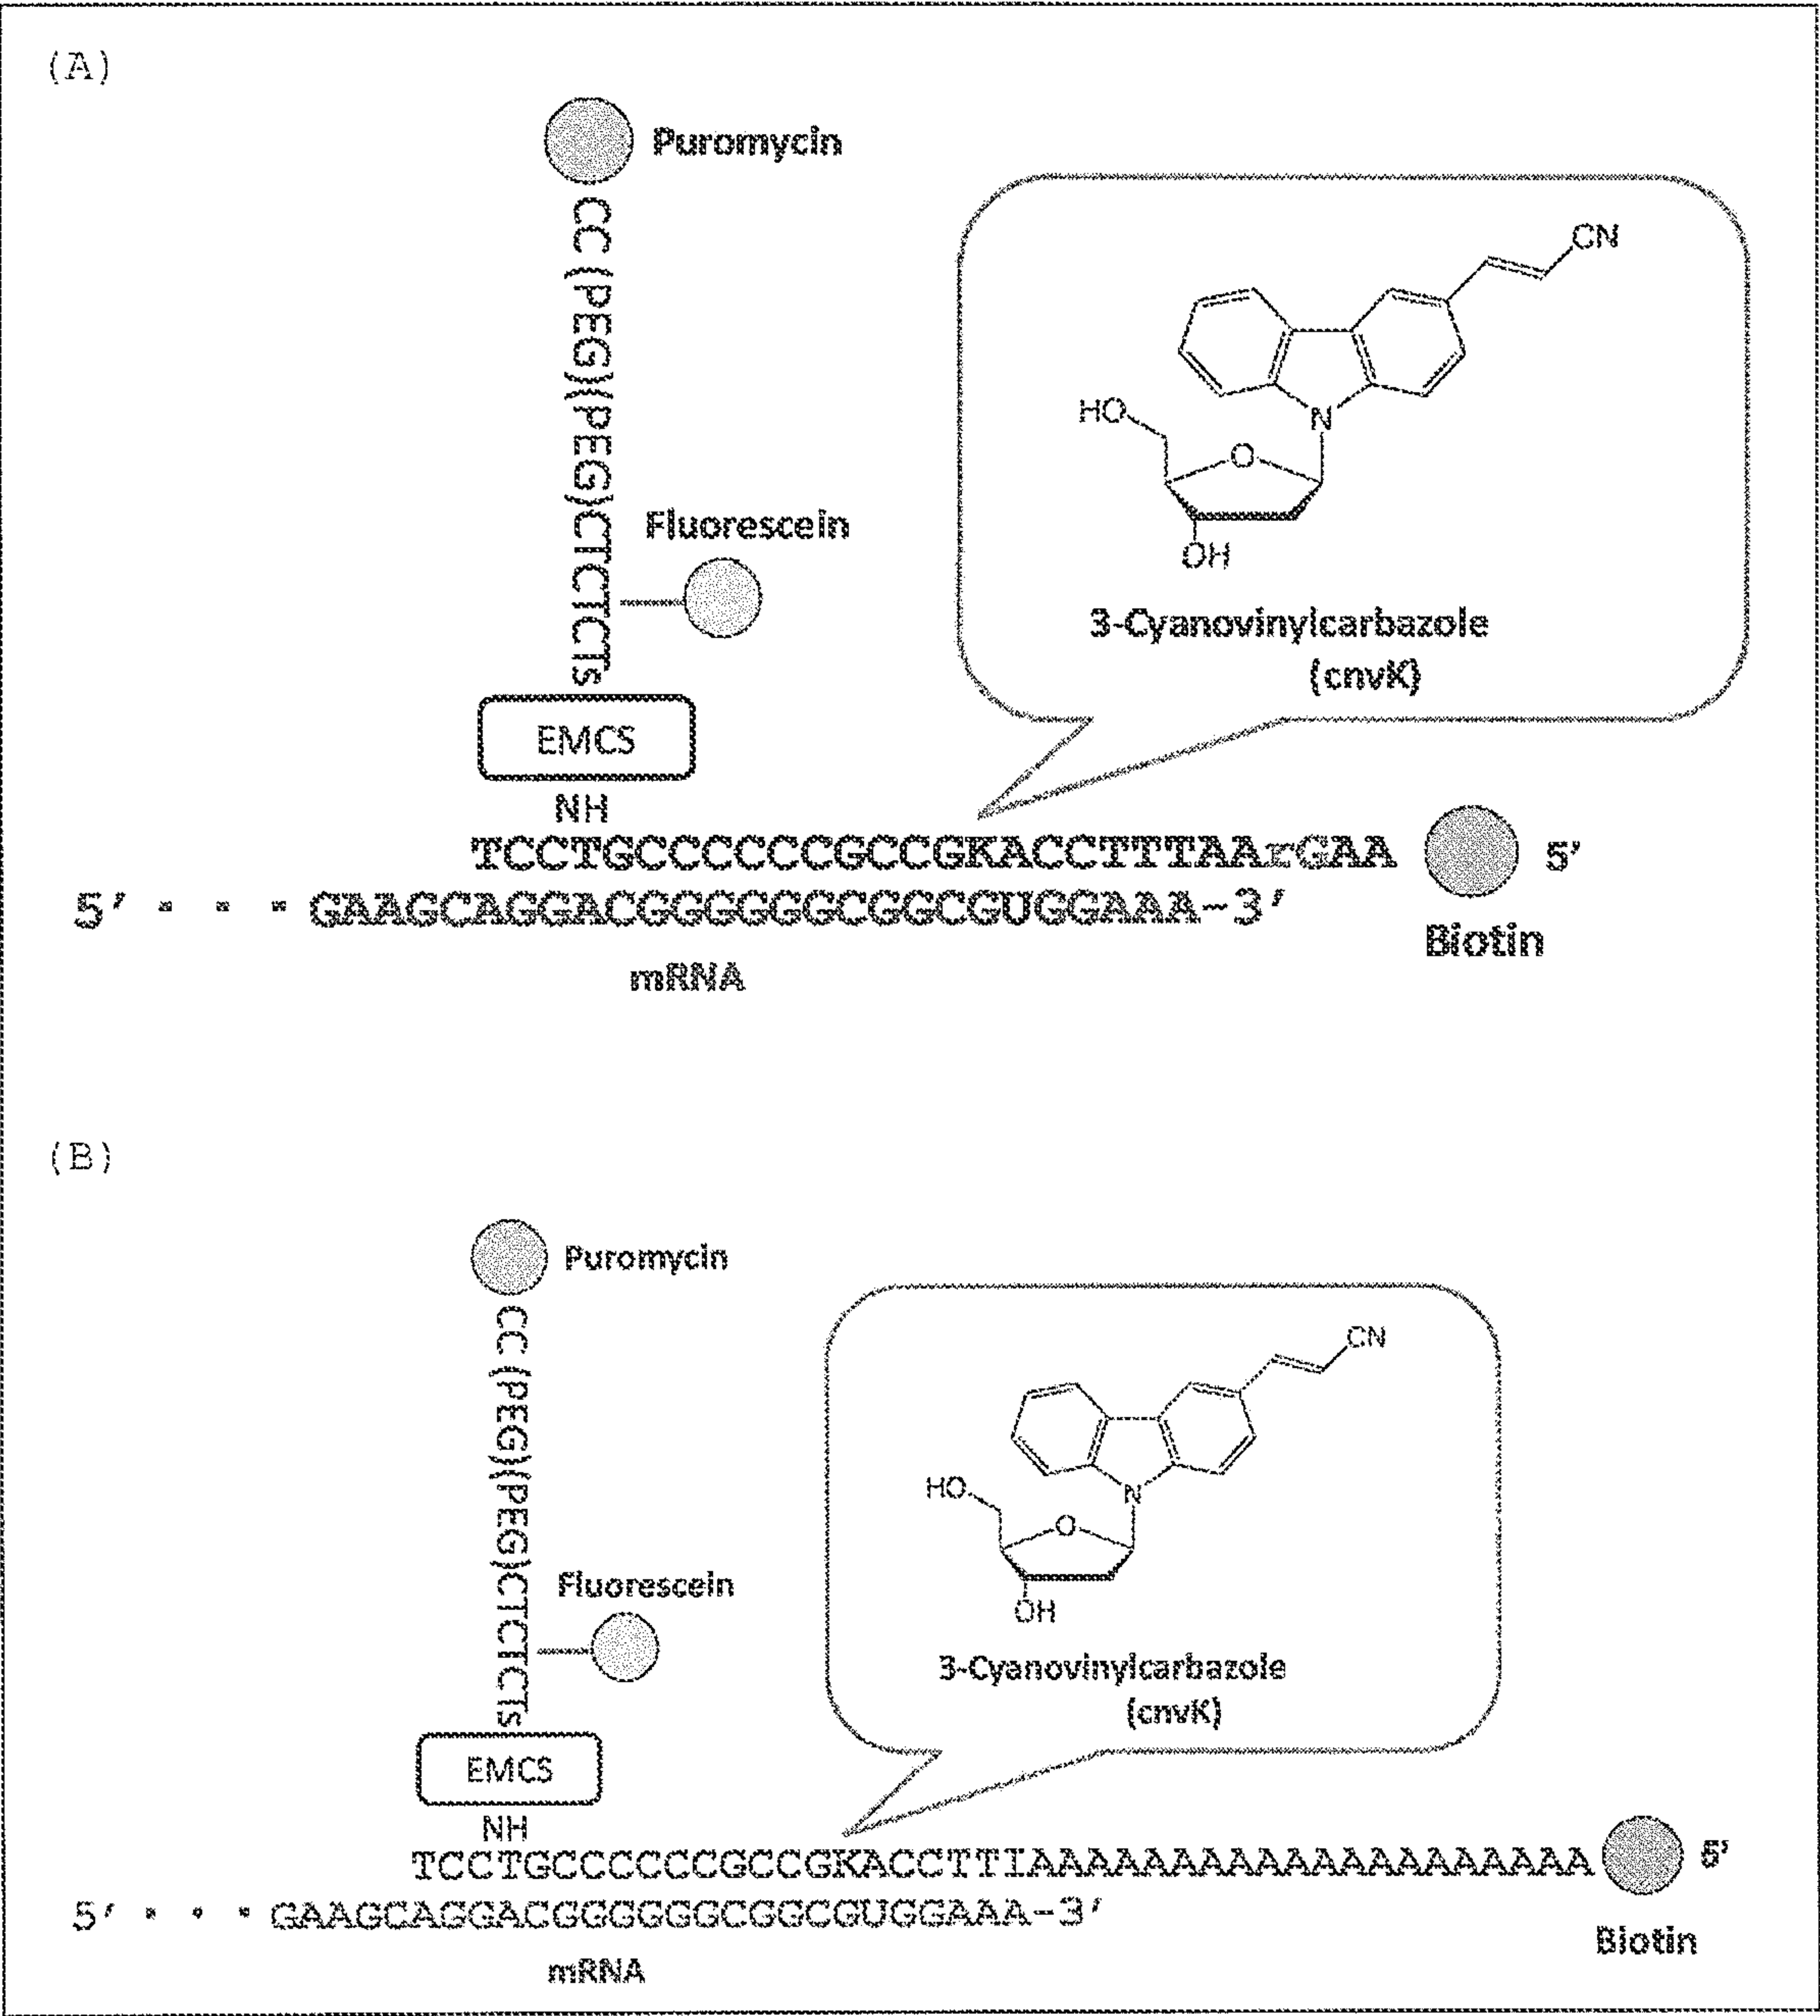 (A)
Puromycin
CC (PEG)(PEG)CTCTCTs
Fluorescein
EMCS
NH
CN
N
HO
O
OH
3-Cyanovinylcarbazole
(cnvK)
TCCTGCCCCCCGCCGKACCTTTAArGAA 5'
5' · · · GAAGCAGGACGGGGGGCGGCGUGGAAA-3'
Biotin
mRNA
(B)
Puromycin
CC (PEG)(PEG)CTCTCTs
Fluorescein
EMCS
NH
CN
N
HO
O
OH
3-Cyanovinylcarbazole
(cnvK)
TCCTGCCCCCCGCCGKACCTTIAAAAAAAAAAAAAAAAAAAA 5'
5' · · · GAAGCAGGACGGGGGGCGGCGUGGAAA-3'
Biotin
mRNA